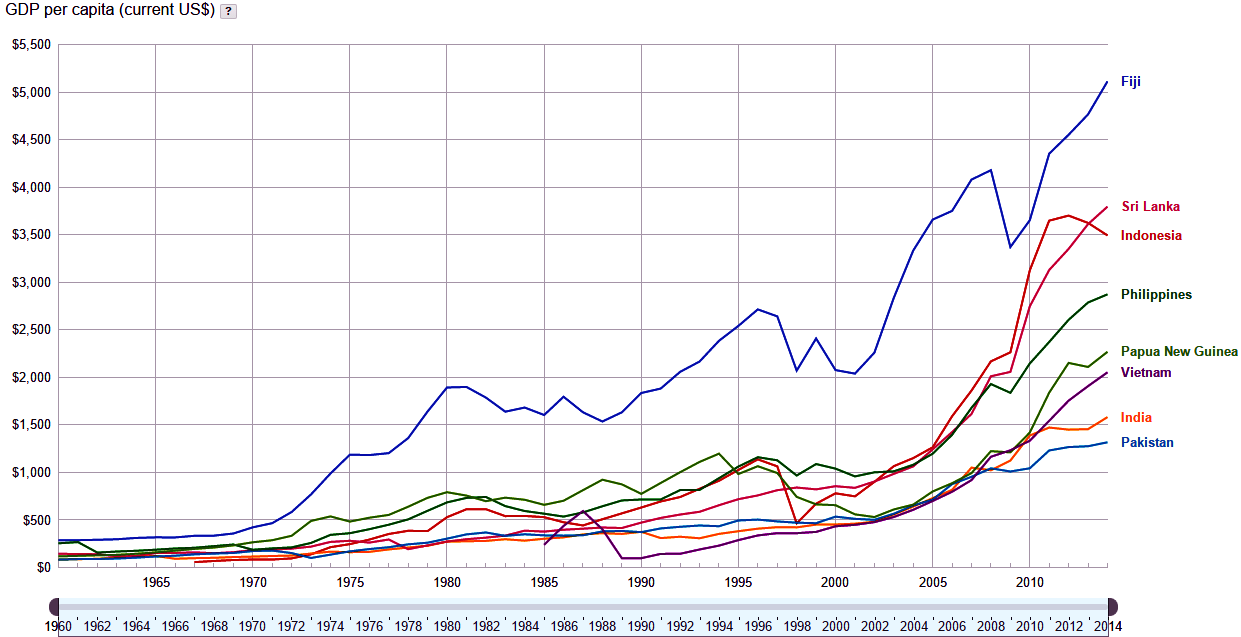 GDP per capita (current US$) ?
$5,500
$5,000
$4,500
$4,000
$3,500
$3,000
$2,500
$2,000
$1,500
$1,000
$500
$0
Fiji
Sri Lanka
Indonesia
Philippines
Papua New Guinea
Vietnam
India
Pakistan
1965 1970 1975 1980 1985 1990 1995 2000 2005 2010
1960 1962 1964 1966 1968 1970 1972 1974 1976 1978 1980 1982 1984 1986 1988 1990 1992 1994 1996 1998 2000 2002 2004 2006 2008 2010 2012 2014